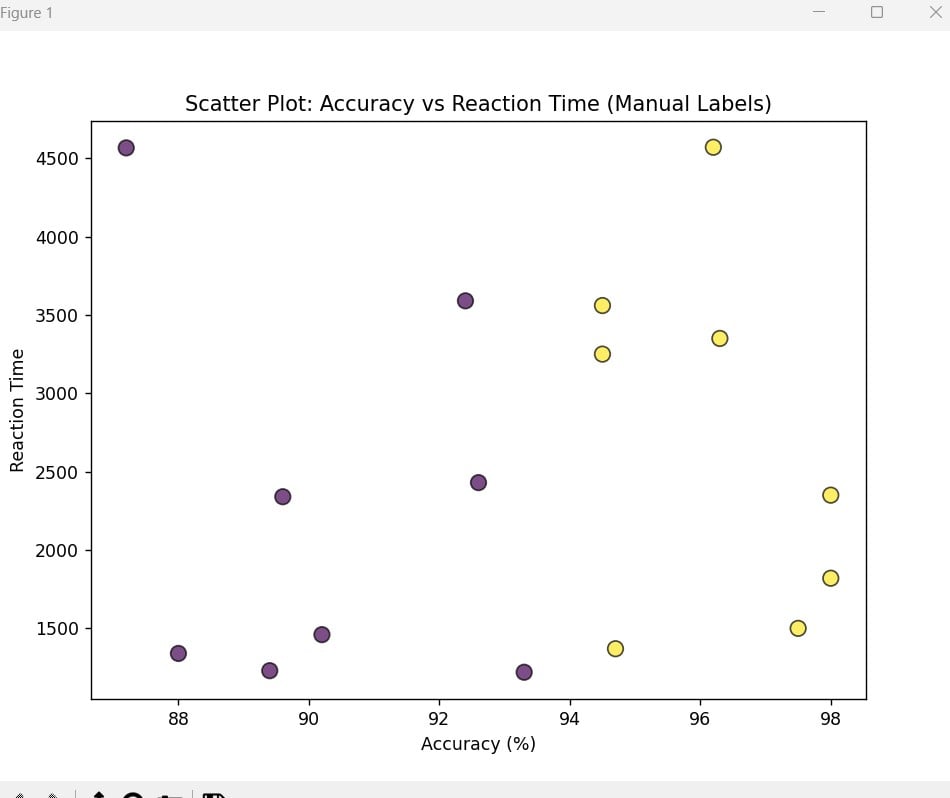 Figure 1
Scatter Plot: Accuracy vs Reaction Time (Manual Labels)
4500
4000
3500
3000
2500
2000
1500
Reaction Time
88 90 92 94 96 98
Accuracy (%)